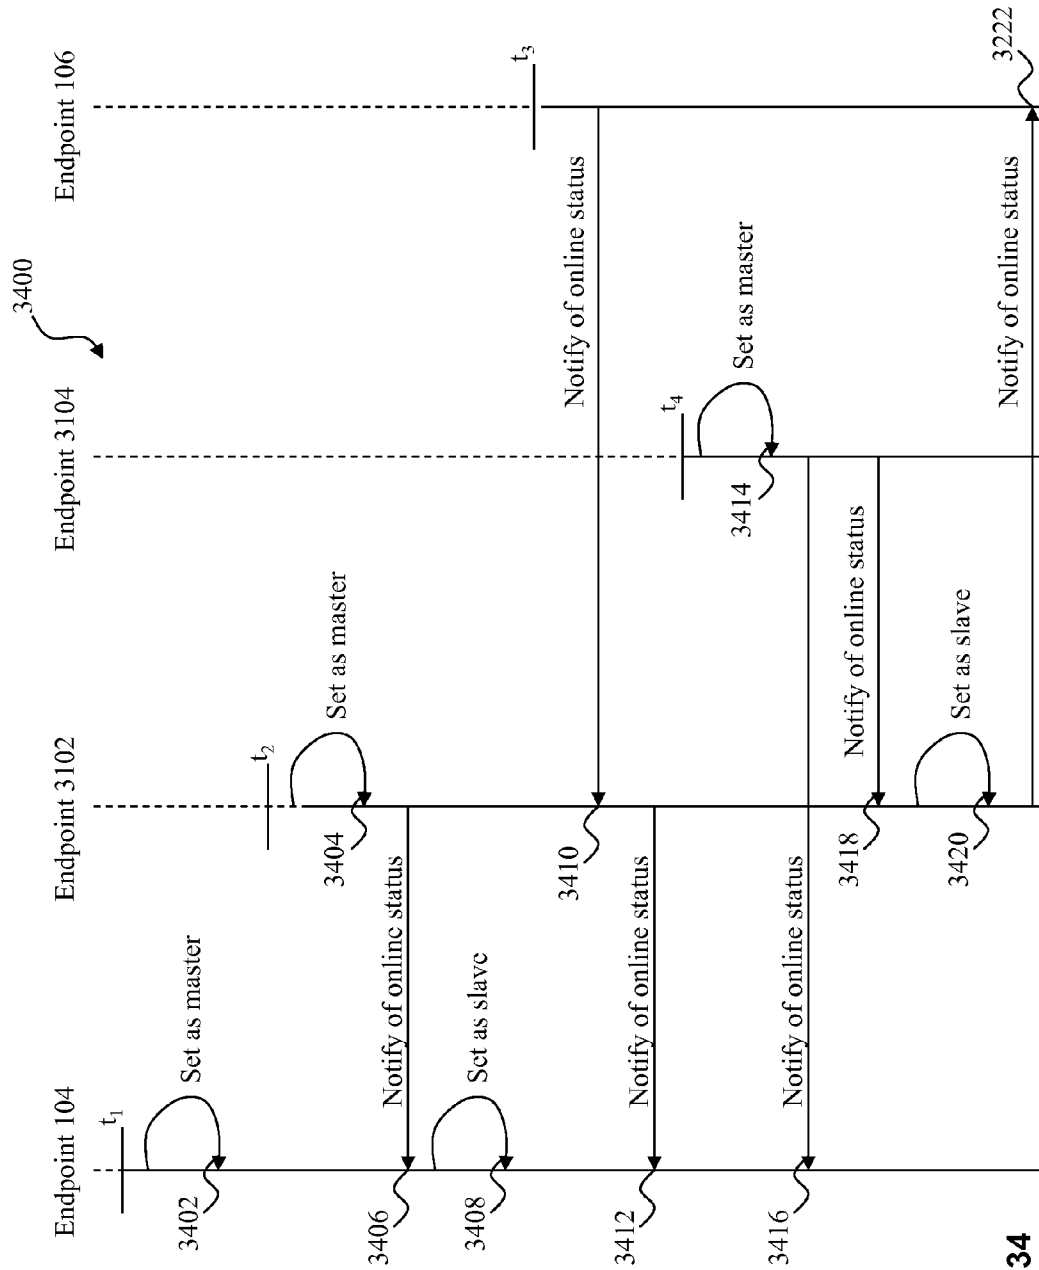 3400
Endpoint 104
Endpoint 3102
Endpoint 3104
Endpoint 106
t1
Set as master
3402
t2
Set as master
3404
Notify of online status
3406
Set as slave
3408
t3
Notify of online status
3410
Notify of online status
3412
t4
Set as master
3414
Notify of online status
3416
Notify of online status
3418
Set as slave
3420
Notify of online status
3222
34